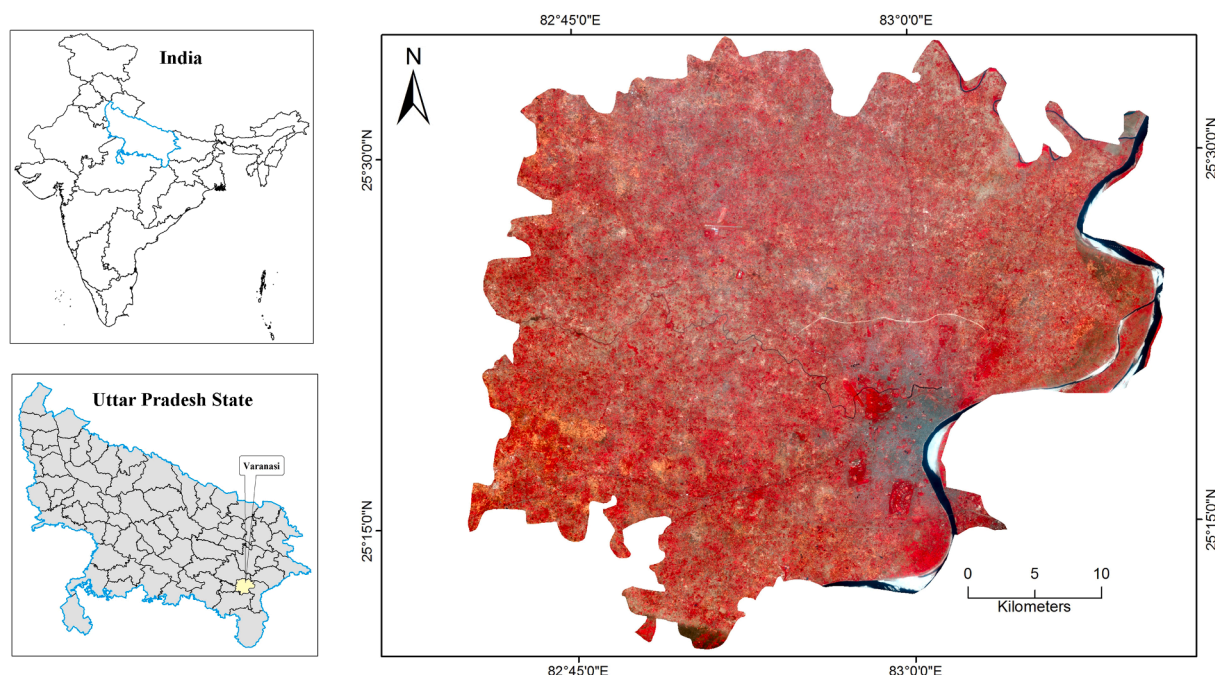 India
Uttar Pradesh State
Varanasi
82°45'0"E
83°0'0"E
N
25°30'0"N
25°30'0"N
25°15'0"N
25°15'0"N
0 5 10
Kilometers
82°45'0"E
83°0'0"E